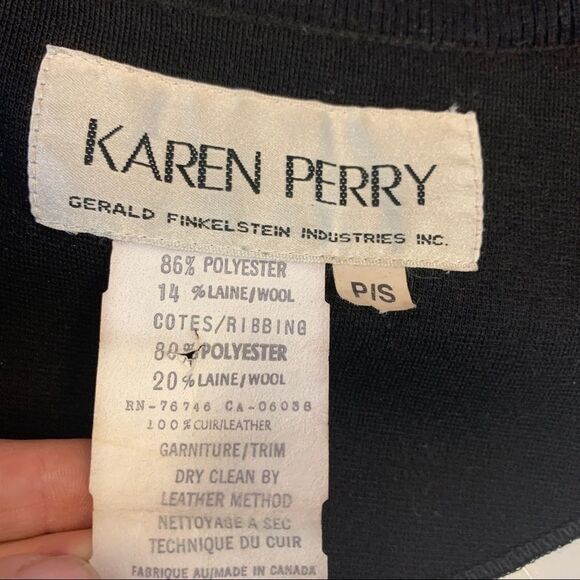 KAREN PERRY
GERALD FINKELSTEIN INDUSTRIES INC.
P/S
86% POLYESTER
14 % LAINE/WOOL
COTES/RIBBING
80% POLYESTER
20 % LAINE/WOOL
RN-76746 CA-06038
100% CUIR/LEATHER
GARNITURE/TRIM
DRY CLEAN BY
LEATHER METHOD
NETTOYAGE A SEC
TECHNIQUE DU CUIR
FABRIQUE AU/MADE IN CANADA